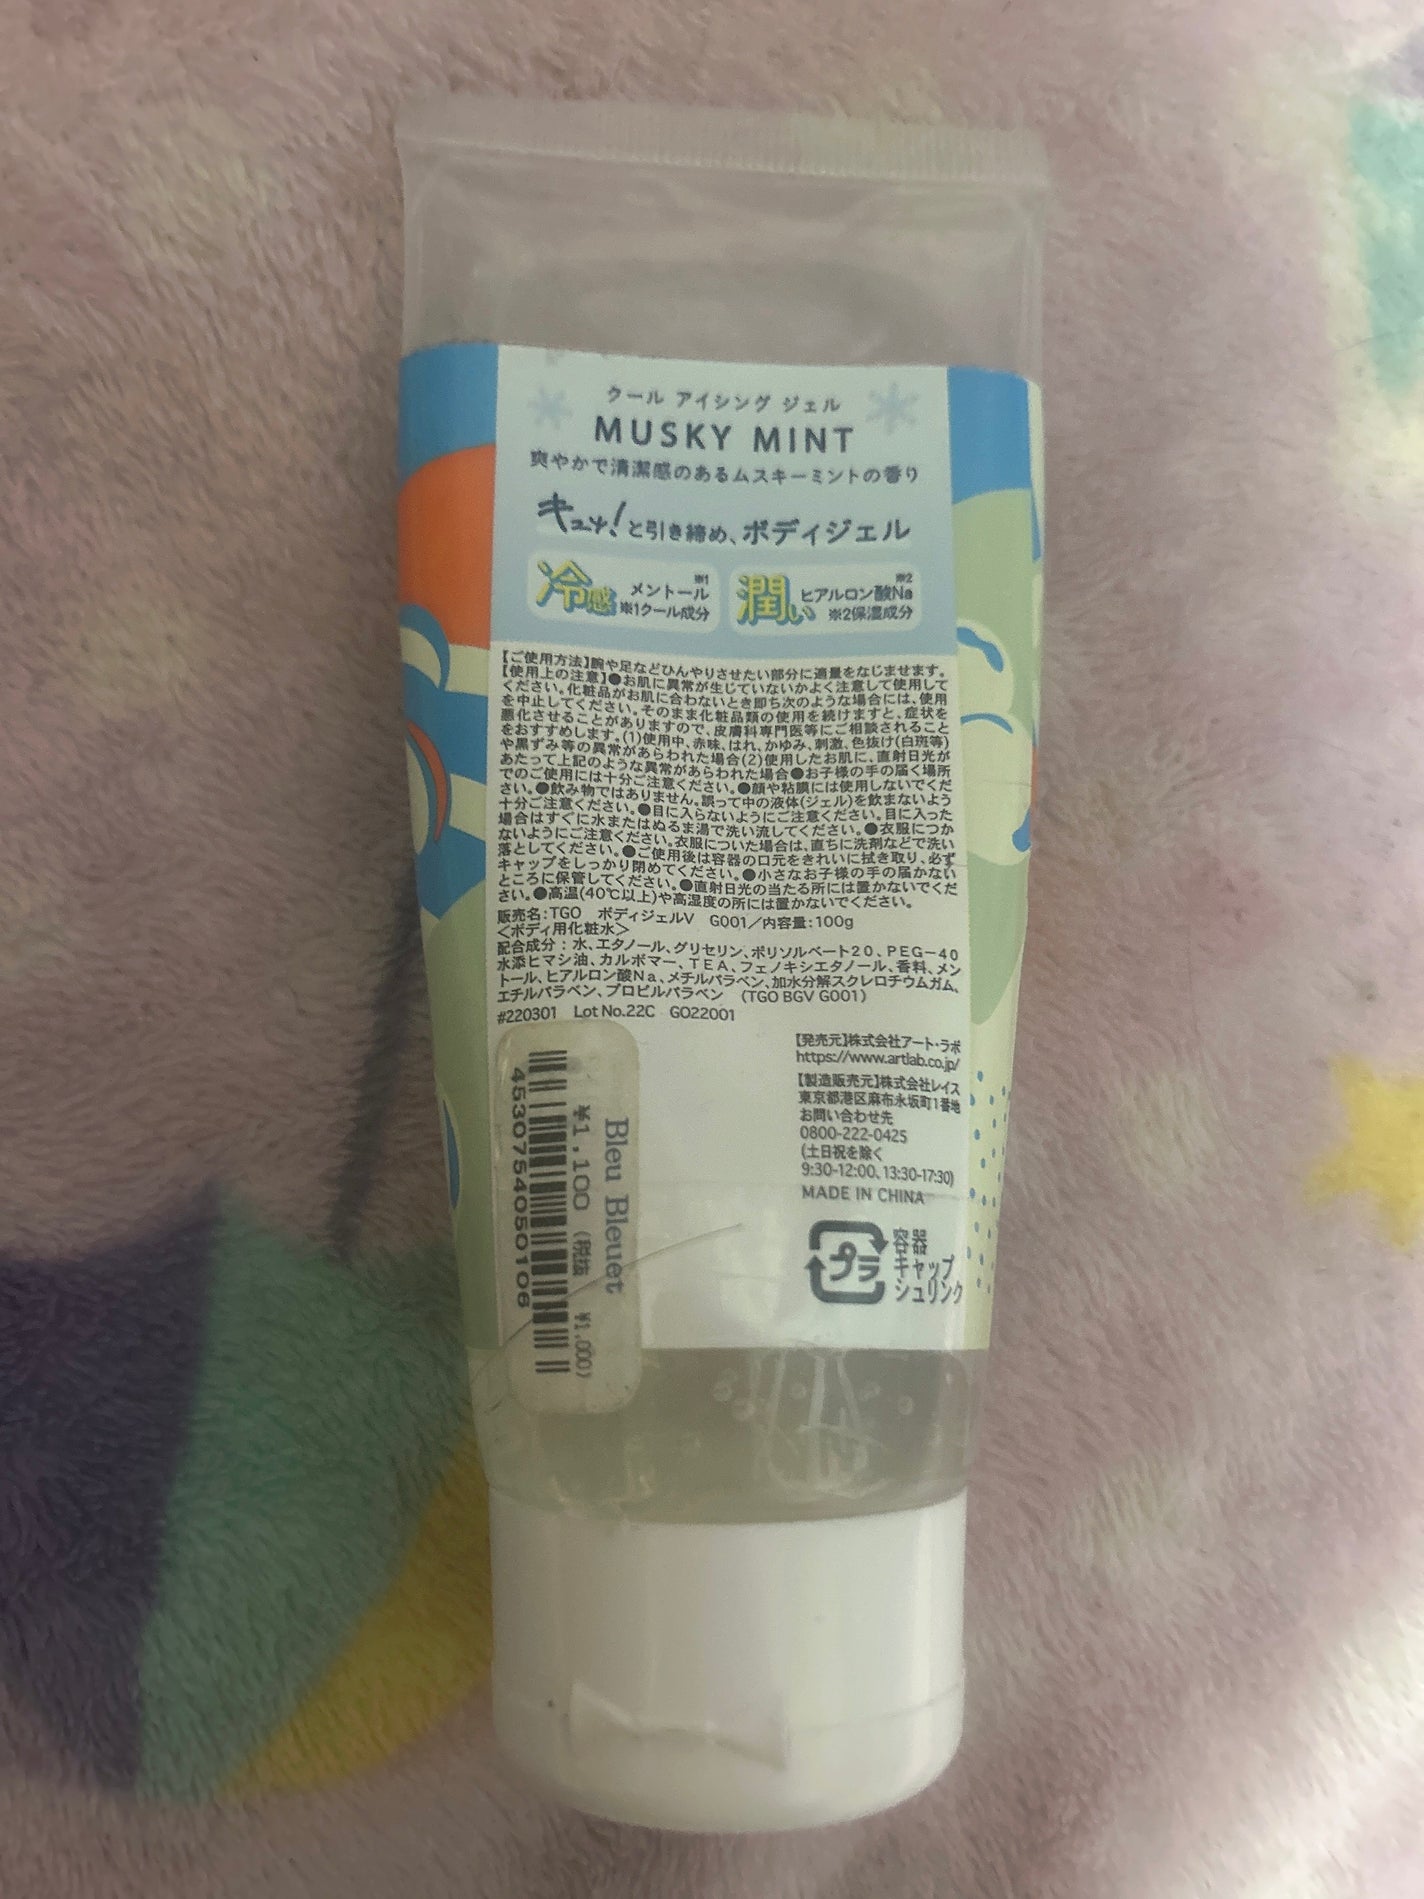 クール アイシング ジェル
MUSKY MINT
爽やかで清潔感のあるムスキーミントの香り
キュッ!と引き締め、ボディジェル
冷感 メントール※1
※1クール成分
潤い ヒアルロン酸Na※2
※2保湿成分
【ご使用方法】腕や足などひんやりさせたい部分に適量をなじませます。
【使用上の注意】●お肌に異常が生じていないかよく注意して使用して
ください。化粧品がお肌に合わないとき即ち次のような場合には、使用
を中止してください。そのまま化粧品類の使用を続けますと、症状を
悪化させることがありますので、皮膚科専門医等にご相談されること
をおすすめします。(1)使用中、赤味、はれ、かゆみ、刺激、色抜け(白斑等)
や黒ずみ等の異常があらわれた場合(2)使用したお肌に、直射日光が
あたって上記のような異常があらわれた場合●お子様の手の届く場所
でのご使用には十分ご注意ください。●顔や粘膜には使用しないでくだ
さい。●飲み物ではありません。誤って中の液体(ジェル)を飲まないよう
十分ご注意ください。●目に入らないようにご注意ください。目に入った
場合はすぐに水またはぬるま湯で洗い流してください。●衣服につか
ないようにご注意ください。衣服についた場合は、直ちに洗剤などで洗い
落としてください。●ご使用後は容器の口元をきれいに拭き取り、必ず
キャップをしっかり閉めてください。●小さなお子様の手の届かない
ところに保管してください。●直射日光の当たる所には置かないでくだ
さい。●高温(40℃以上)や高湿度の所には置かないでください。
販売名:TGO ボディジェルV G001/内容量:100g
<ボディ用化粧水>
配合成分:水、エタノール、グリセリン、ポリソルベート20、PEG-40
水添ヒマシ油、カルボマー、TEA、フェノキシエタノール、香料、メン
トール、ヒアルロン酸Na、メチルパラベン、加水分解スクレロチウムガム、
エチルパラベン、プロピルパラベン (TGO BGV G001)
#220301 Lot No.22C GO22001
【発売元】株式会社アート・ラボ
https://www.artlab.co.jp/
【製造販売元】株式会社レイス
東京都港区麻布永坂町1番地
お問い合わせ先
0800-222-0425
(土日祝を除く
9:30-12:00、13:30-17:30)
MADE IN CHINA
プラ
容器
キャップ
シュリンク
Bleu Bleuet
¥1,100 (税抜 ¥1,000)
4530754050106